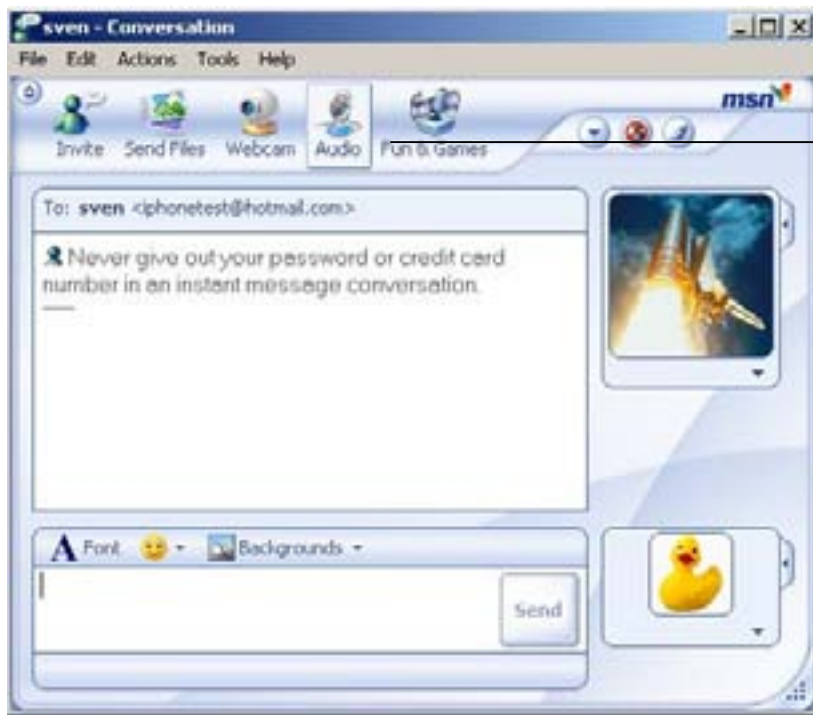 sven - Conversation
File Edit Actions Tools Help
msn
Invite Send Files Webcam Audio Fun & Games
To: sven <iphonetest@hotmail.com>
Never give out your password or credit card
number in an instant message conversation.
A Font Backgrounds
Send